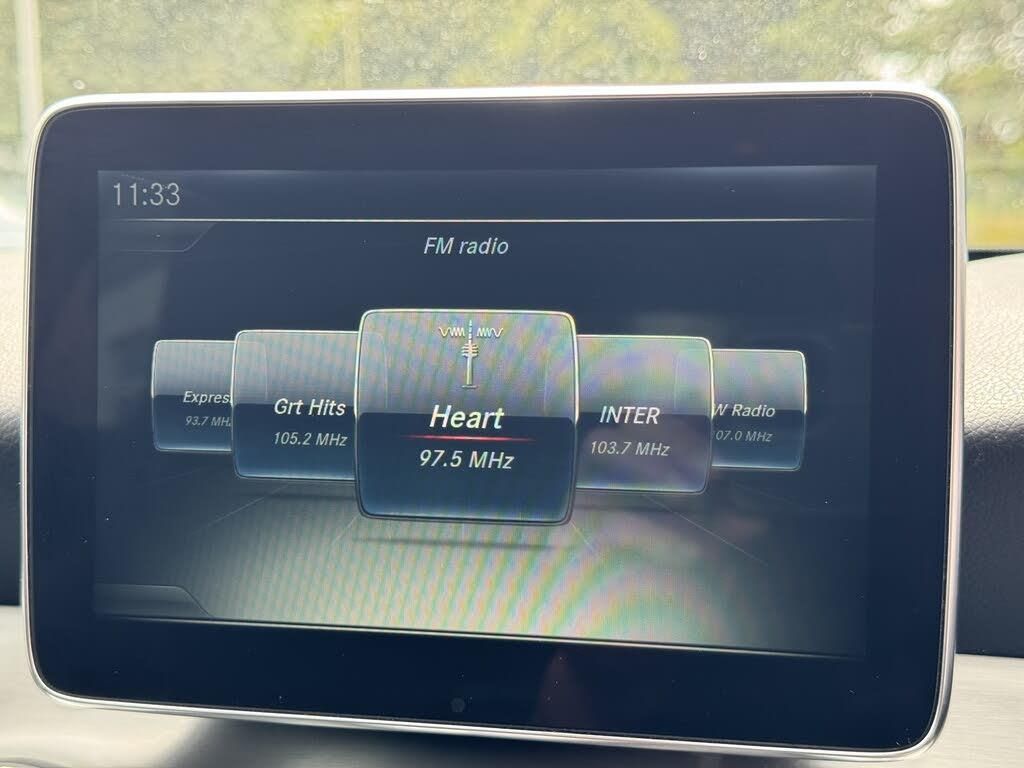 11:33
FM radio
Expres
93.7 MHz
Grt Hits
105.2 MHz
Heart
97.5 MHz
INTER
103.7 MHz
W Radio
07.0 MHz